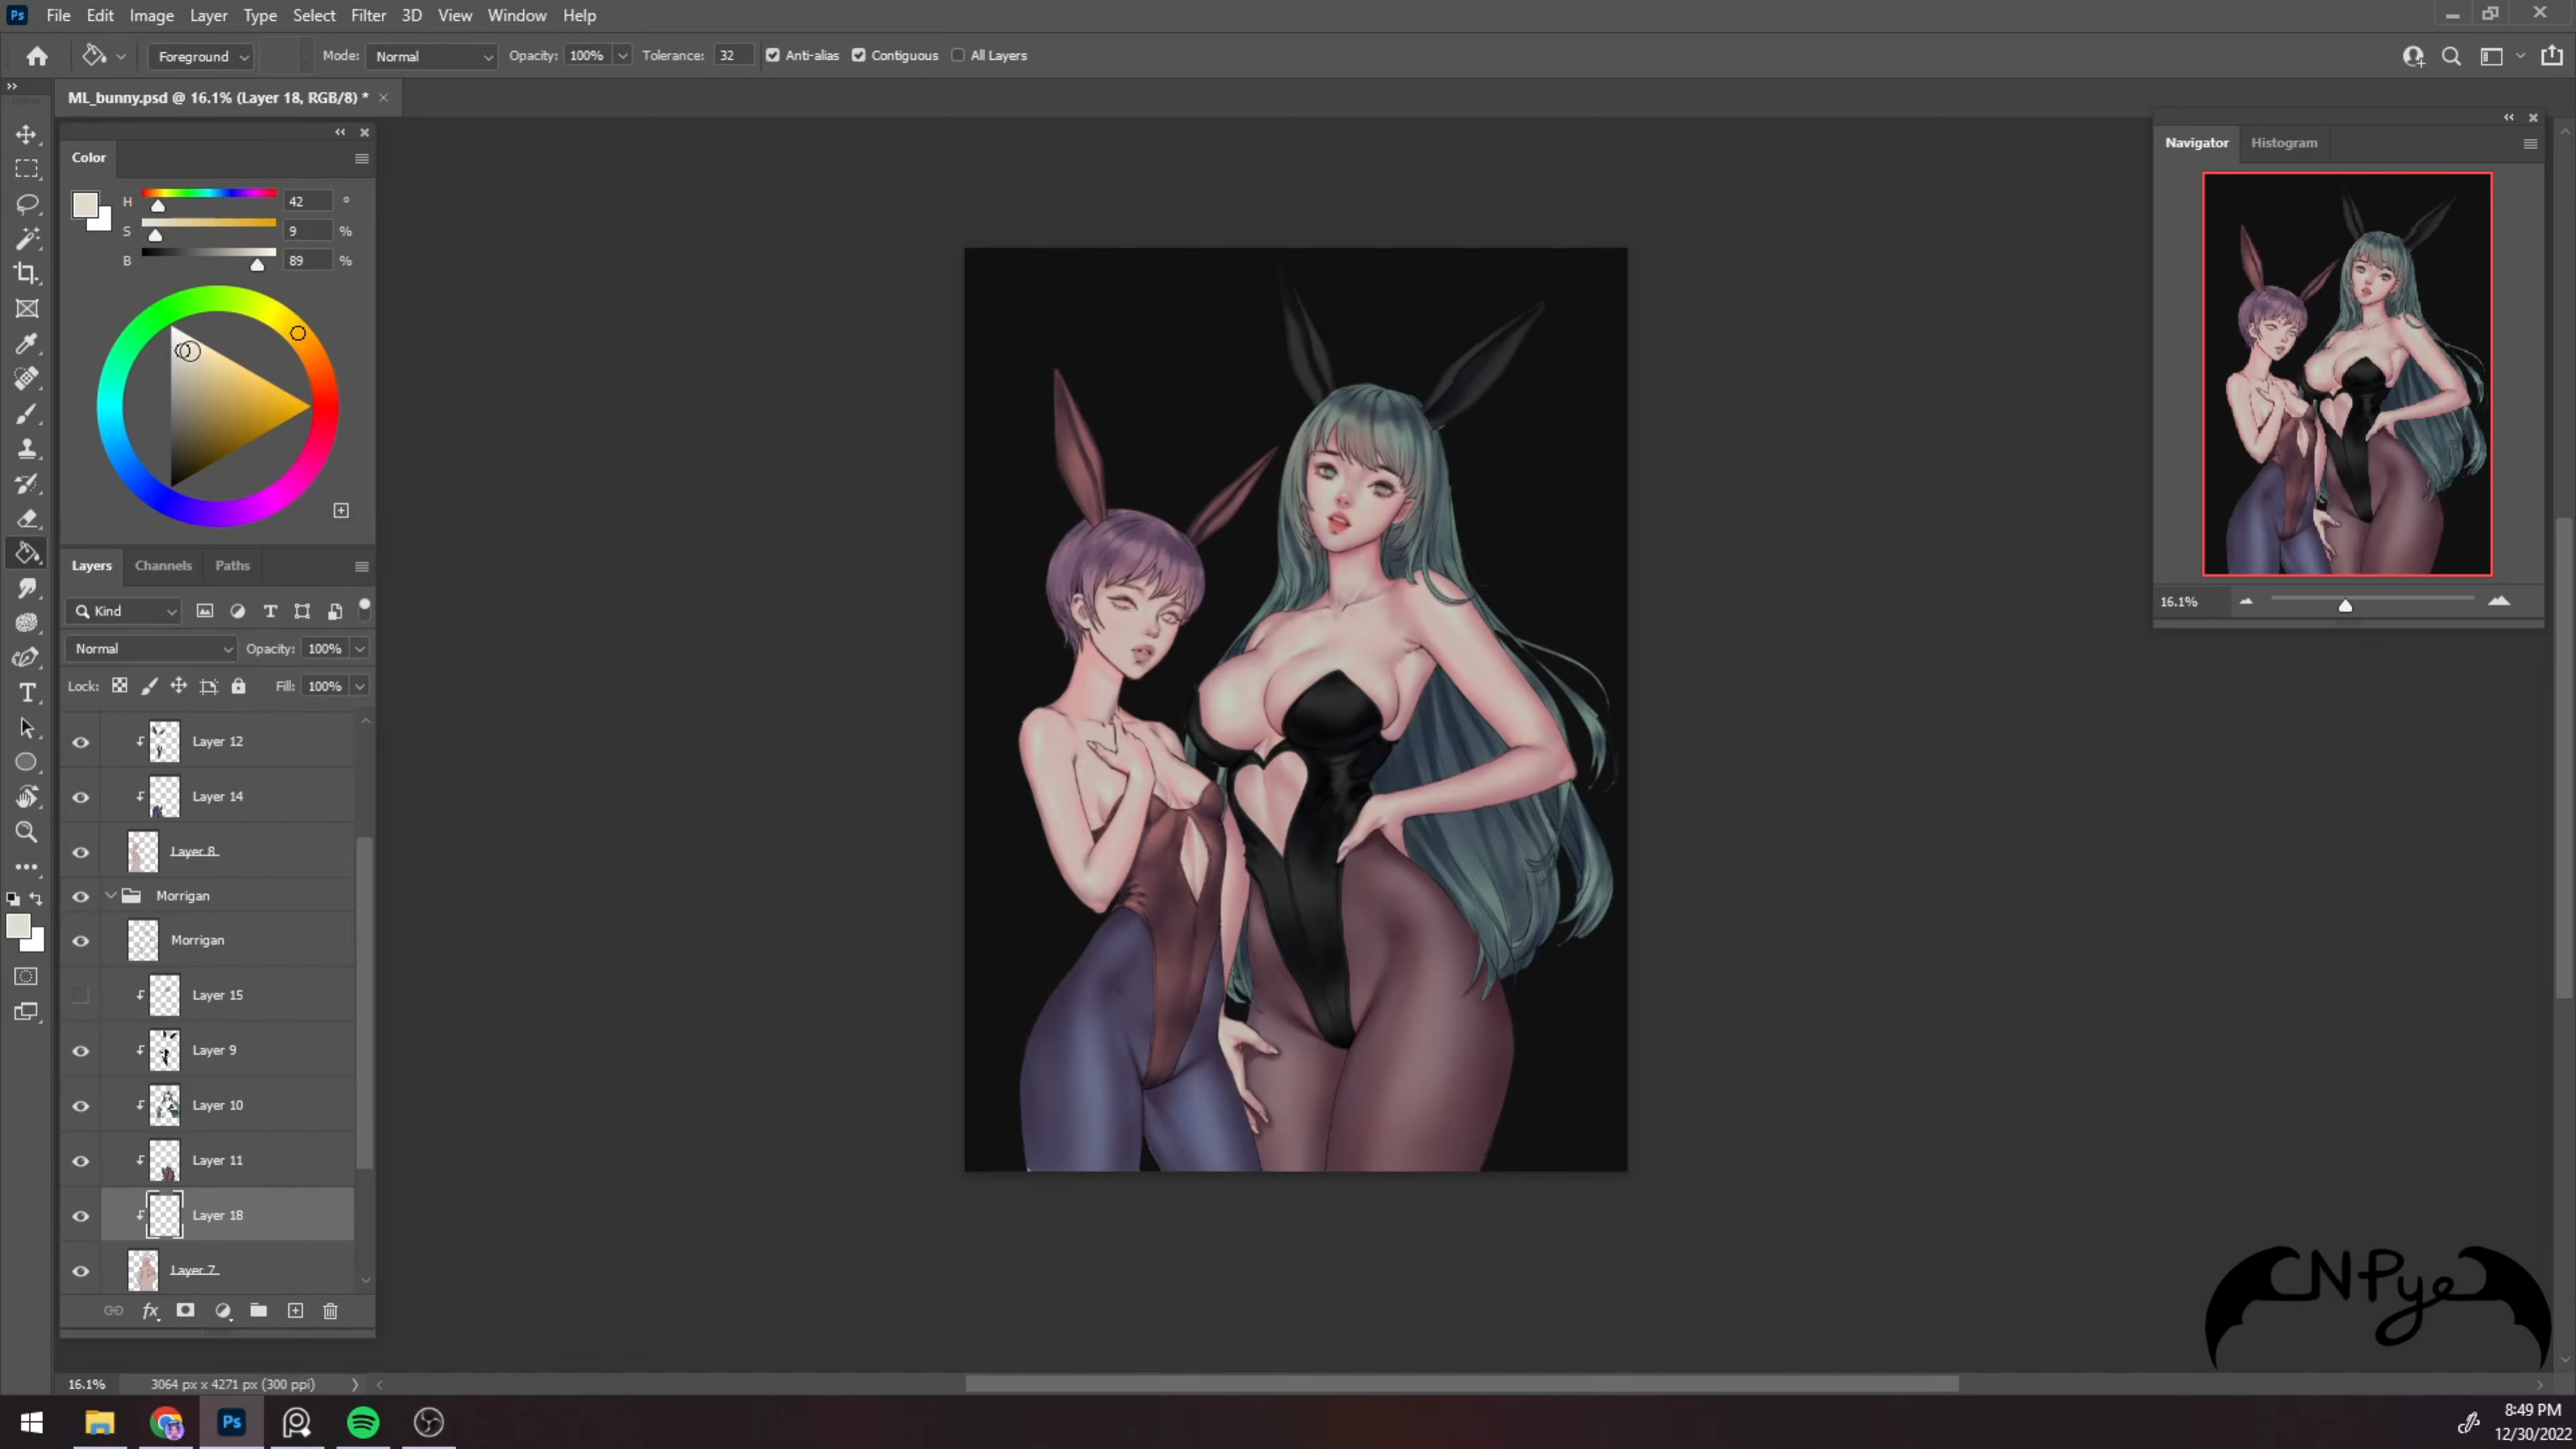 Ps File Edit Image Layer Type Select Filter 3D View Window Help
Foreground Mode: Normal Opacity: 100% Tolerance: 32 Anti-alias Contiguous All Layers
ML_bunny.psd @ 16.1% (Layer 18, RGB/8) *
Color
H 42 °
S 9 %
B 89 %
Layers Channels Paths
Kind
Normal Opacity: 100%
Lock: Fill: 100%
Layer 12
Layer 14
Layer 8
Morrigan
Morrigan
Layer 15
Layer 9
Layer 10
Layer 11
Layer 18
Layer 7
fx
16.1% 3064 px x 4271 px (300 ppi)
Navigator Histogram
16.1%
CNPye
Ps
8:49 PM
12/30/2022